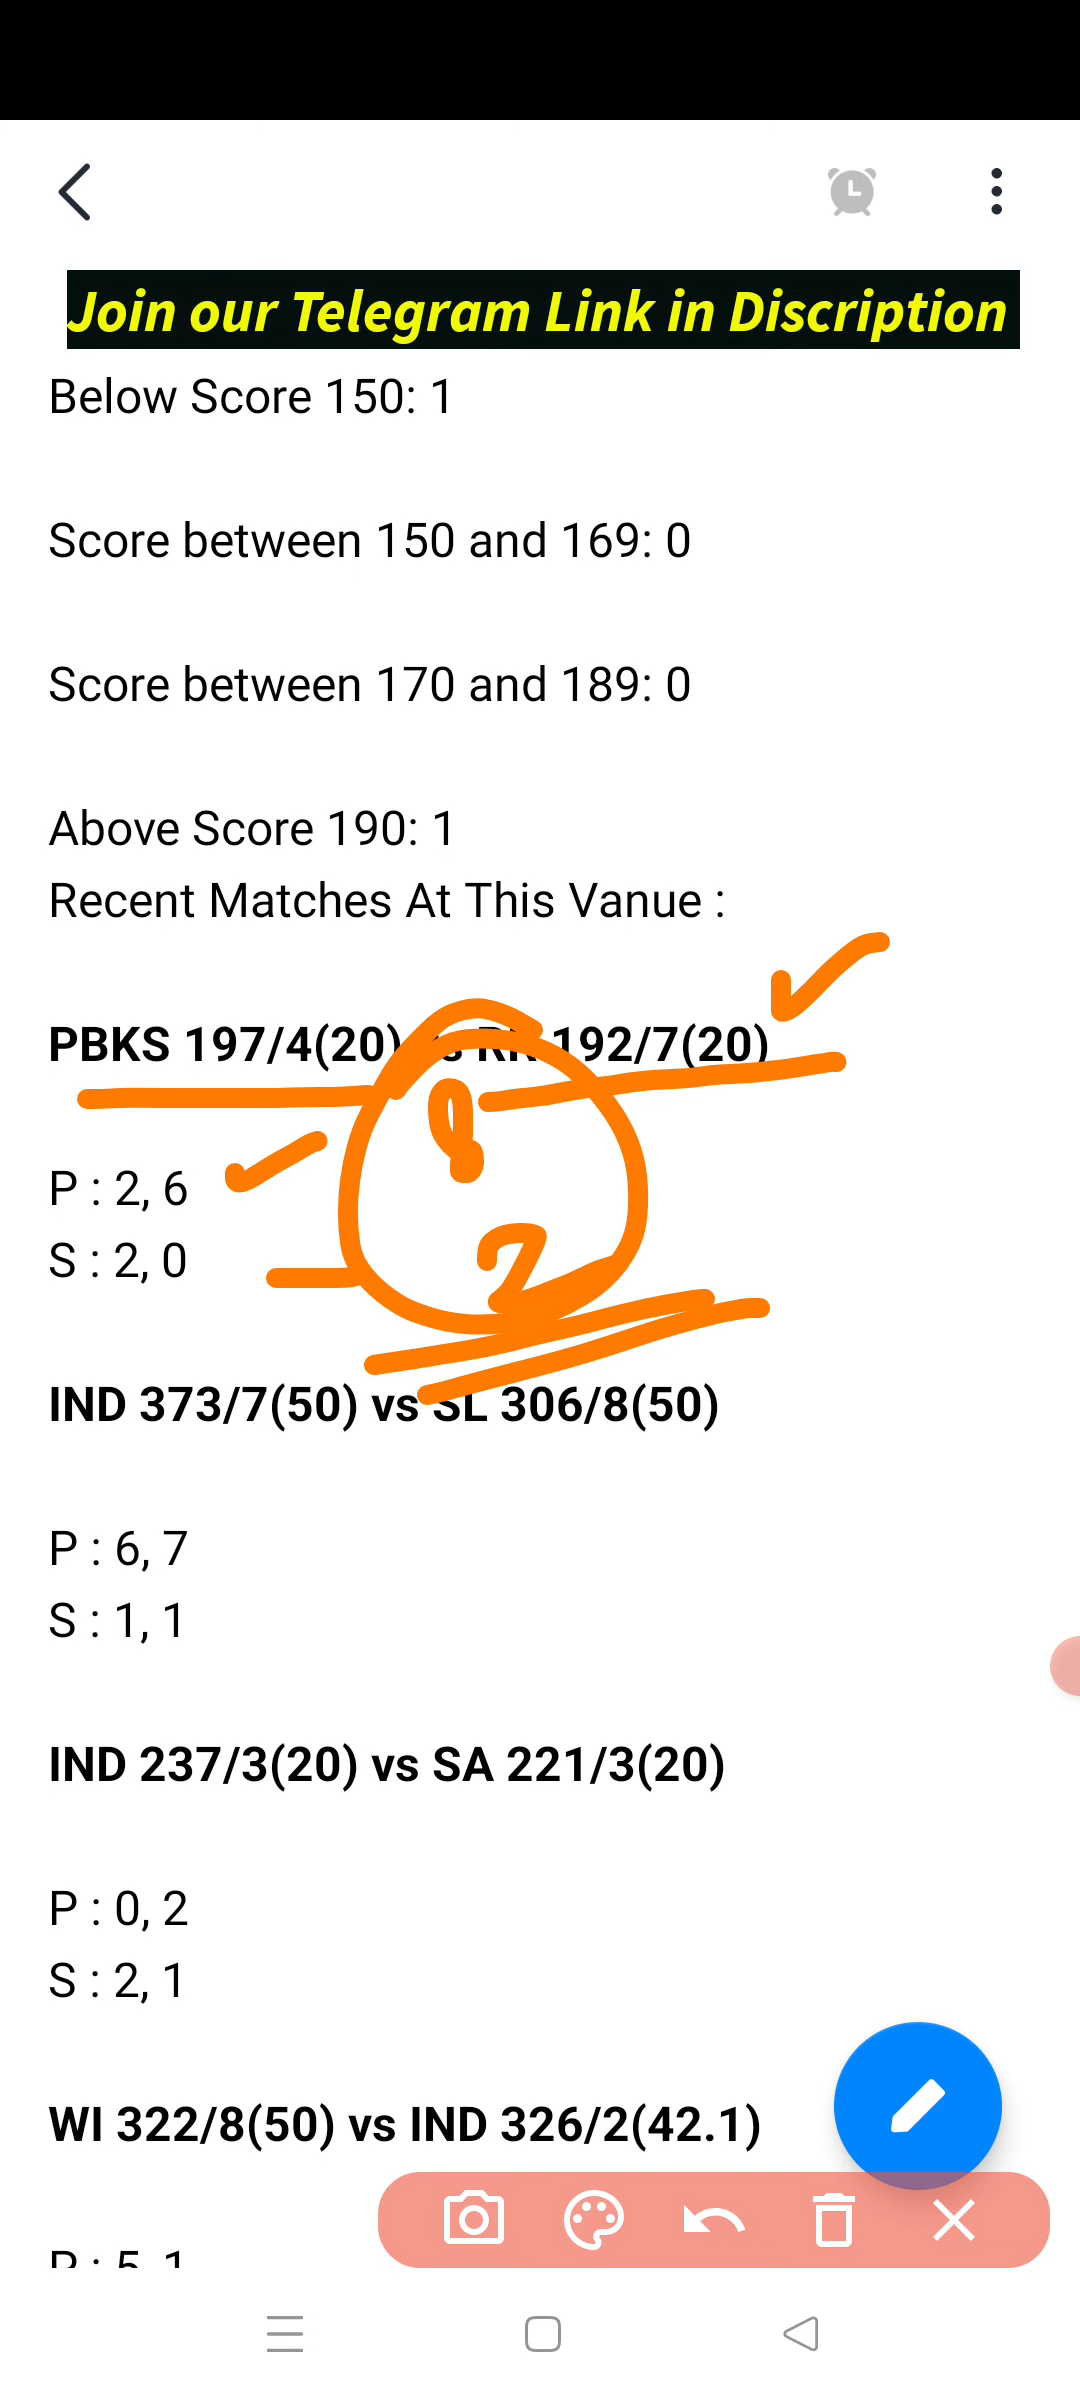 Join our Telegram Link in Discription
Below Score 150: 1
Score between 150 and 169: 0
Score between 170 and 189: 0
Above Score 190: 1
Recent Matches At This Vanue :
PBKS 197/4(20) 192/7(20)
P : 2, 6
S : 2, 0
2
IND 373/7(50) vs SL 306/8(50)
P : 6, 7
S : 1, 1
IND 237/3(20) vs SA 221/3(20)
P : 0, 2
S : 2, 1
WI 322/8(50) vs IND 326/2(42.1)
P : 5, 1